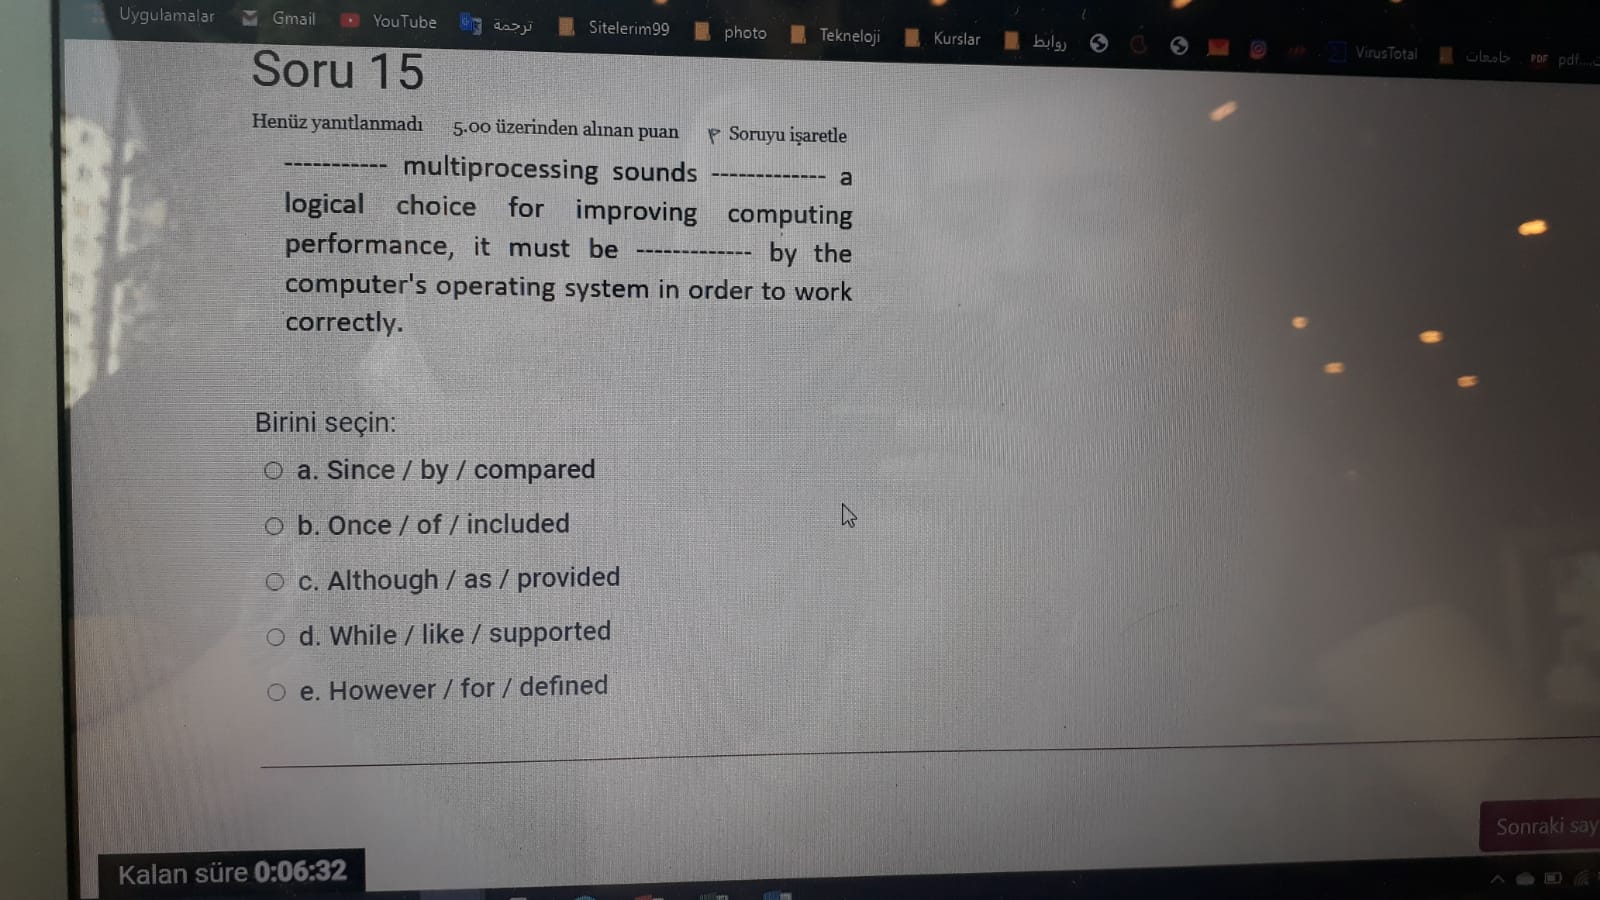 Uygulamalar Gmail YouTube ترجمة Sitelerim99 photo Tekneloji Kurslar روابط VirusTotal جامعات PDF pdf....
Soru 15
Henüz yanıtlanmadı 5.00 üzerinden alınan puan Soruyu işaretle
----------- multiprocessing sounds ------------- a
logical choice for improving computing
performance, it must be ------------- by the
computer's operating system in order to work
correctly.
Birini seçin:
a. Since / by / compared
b. Once / of / included
c. Although / as / provided
d. While / like / supported
e. However / for / defined
Sonraki say
Kalan süre 0:06:32